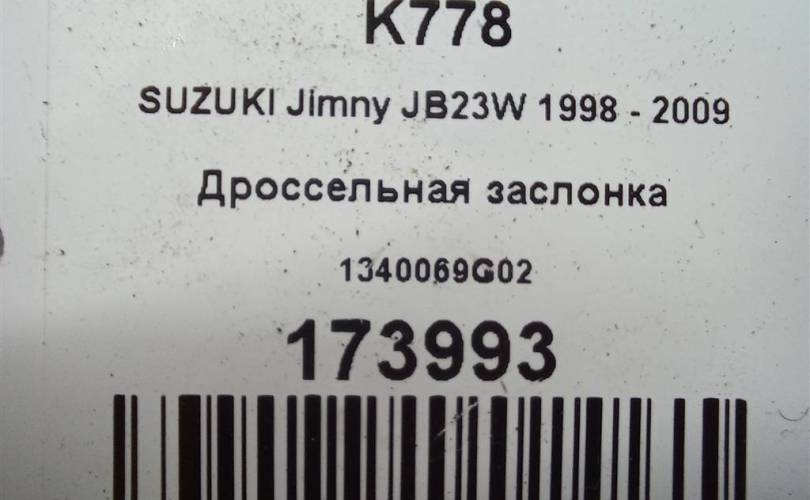 K778
SUZUKI Jimny JB23W 1998 - 2009
Дроссельная заслонка
1340069G02
173993